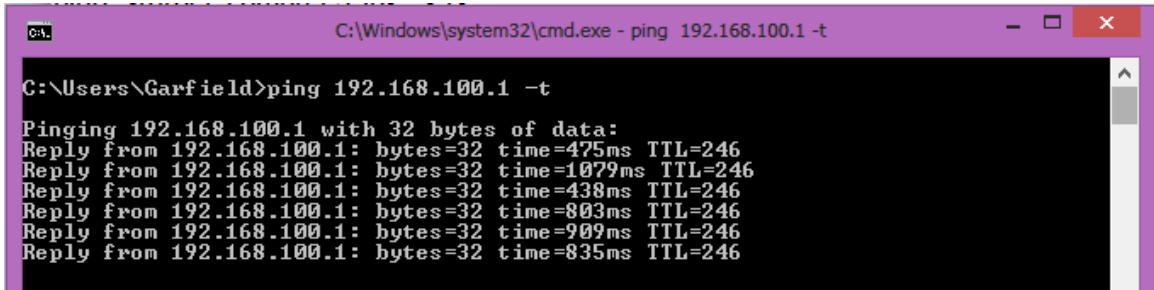 C:\Windows\system32\cmd.exe - ping 192.168.100.1 -t
C:\Users\Garfield>ping 192.168.100.1 -t
Pinging 192.168.100.1 with 32 bytes of data:
Reply from 192.168.100.1: bytes=32 time=475ms TTL=246
Reply from 192.168.100.1: bytes=32 time=1079ms TTL=246
Reply from 192.168.100.1: bytes=32 time=438ms TTL=246
Reply from 192.168.100.1: bytes=32 time=803ms TTL=246
Reply from 192.168.100.1: bytes=32 time=909ms TTL=246
Reply from 192.168.100.1: bytes=32 time=835ms TTL=246